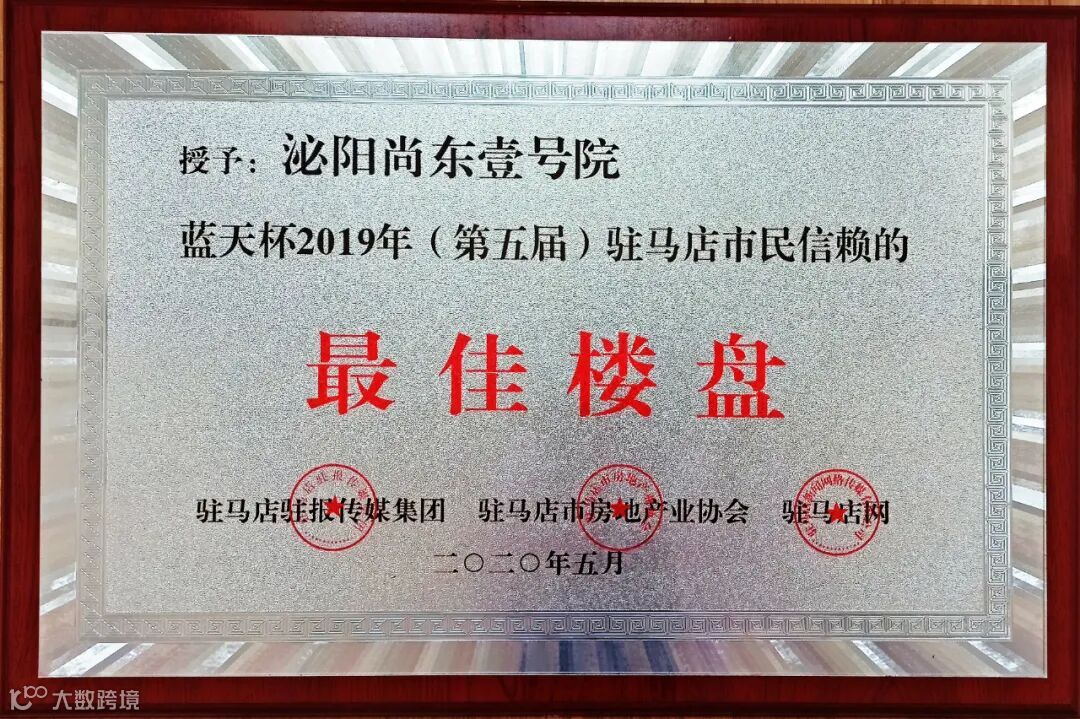 授予：泌阳尚东壹号院
蓝天杯2019年（第五届）驻马店市民信赖的
最佳楼盘
驻马店驻报传媒集团 驻马店市房地产业协会 驻马店网
二〇二〇年五月
大数跨境